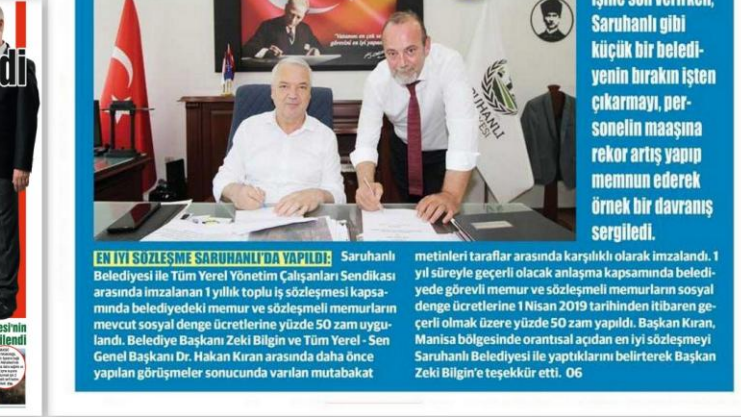 di
si'nin
ilendi
işine son verirken,
Saruhanlı gibi
küçük bir beledi-
yenin bırakın işten
çıkarmayı, per-
sonelin maaşına
rekor artış yapıp
memnun ederek
örnek bir davranış
sergiledi.
RUHANLI
EN İYİ SÖZLEŞME SARUHANLI'DA YAPILDI: Saruhanlı
Belediyesi ile Tüm Yerel Yönetim Çalışanları Sendikası
arasında imzalanan 1 yıllık toplu iş sözleşmesi kapsa-
mında belediyedeki memur ve sözleşmeli memurların
mevcut sosyal denge ücretlerine yüzde 50 zam uygu-
landı. Belediye Başkanı Zeki Bilgin ve Tüm Yerel - Sen
Genel Başkanı Dr. Hakan Kıran arasında daha önce
yapılan görüşmeler sonucunda varılan mutabakat
metinleri taraflar arasında karşılıklı olarak imzalandı. 1
yıl süreyle geçerli olacak anlaşma kapsamında beledi-
yede görevli memur ve sözleşmeli memurların sosyal
denge ücretlerine 1 Nisan 2019 tarihinden itibaren ge-
çerli olmak üzere yüzde 50 zam yapıldı. Başkan Kıran,
Manisa bölgesinde orantısal açıdan en iyi sözleşmeyi
Saruhanlı Belediyesi ile yaptıklarını belirterek Başkan
Zeki Bilgin'e teşekkür etti. 06